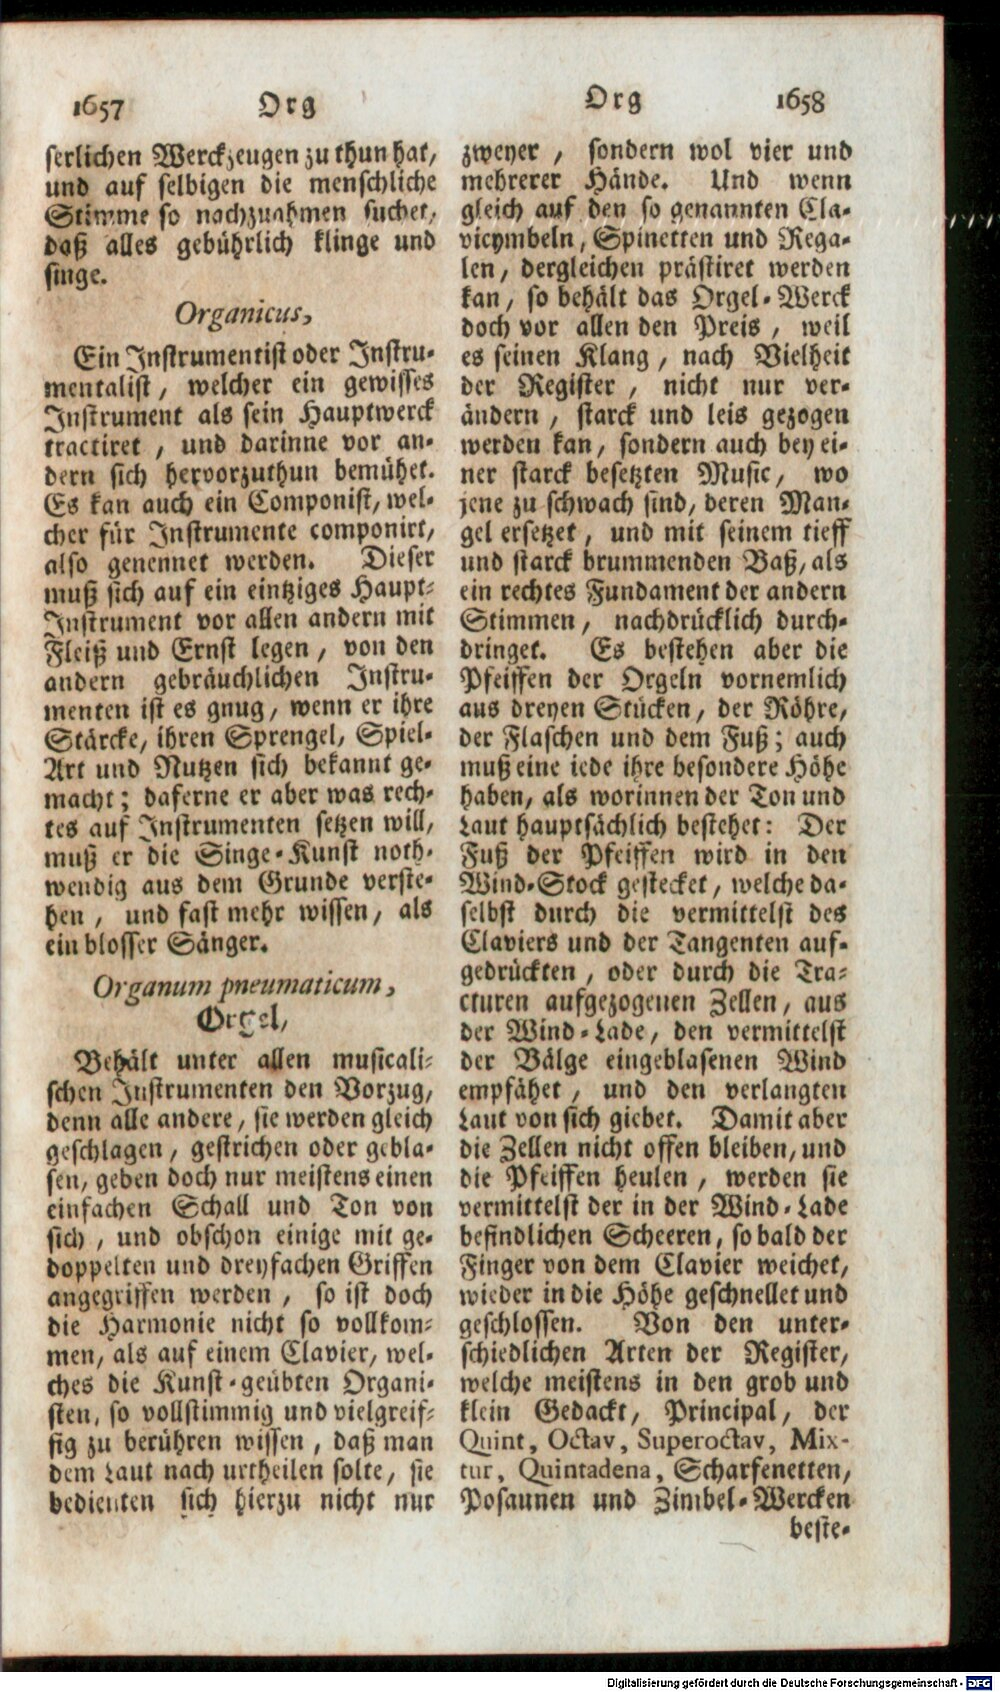 1657 Org
serlichen Werckzeugen zu thun hat,
und auf selbigen die menschliche
Stimme so nachzuahmen suchet,
daß alles gebührlich klinge und
singe.
Organicus,
Ein Instrumentist oder Instru-
mentalist, welcher ein gewisses
Instrument als sein Hauptwerck
tractiret, und darinne vor an-
dern sich hervorzuthun bemühet.
Es kan auch ein Componist, wel-
cher für Instrumente componirt,
also genennet werden. Dieser
muß sich auf ein eintziges Haupt-
Instrument vor allen andern mit
Fleiß und Ernst legen, von den
andern gebräuchlichen Instru-
menten ist es gnug, wenn er ihre
Stärcke, ihren Sprengel, Spiel-
Art und Nutzen sich bekannt ge-
macht; daferne er aber was rech-
tes auf Instrumenten setzen will,
muß er die Singe-Kunst noth-
wendig aus dem Grunde verste-
hen, und fast mehr wissen, als
ein blosser Sänger.
Organum pneumaticum,
Orgel,
Behält unter allen musicali-
schen Instrumenten den Vorzug,
denn alle andere, sie werden gleich
geschlagen, gestrichen oder gebla-
sen, geben doch nur meistens einen
einfachen Schall und Ton von
sich, und obschon einige mit ge-
doppelten und dreyfachen Griffen
angegriffen werden, so ist doch
die Harmonie nicht so vollkom-
men, als auf einem Clavier, wel-
ches die Kunst-geübten Organi-
sten, so vollstimmig und vielgreif-
fig zu berühren wissen, daß man
dem Laut nach urtheilen solte, sie
bedienten sich hierzu nicht nur
Org 1658
zweyer, sondern wol vier und
mehrerer Hände. Und wenn
gleich auf den so genannten Cla-
vicymbeln, Spinetten und Rega-
len, dergleichen prästiret werden
kan, so behält das Orgel-Werck
doch vor allen den Preis, weil
es seinen Klang, nach Vielheit
der Register, nicht nur ver-
ändern, starck und leis gezogen
werden kan, sondern auch bey ei-
ner starck besetzten Music, wo
jene zu schwach sind, deren Man-
gel ersetzet, und mit seinem tieff
und starck brummenden Baß, als
ein rechtes Fundament der andern
Stimmen, nachdrücklich durch-
dringet. Es bestehen aber die
Pfeiffen der Orgeln vornemlich
aus dreyen Stücken, der Röhre,
der Flaschen und dem Fuß; auch
muß eine iede ihre besondere Höhe
haben, als worinnen der Ton und
Laut hauptsächlich bestehet: Der
Fuß der Pfeiffen wird in den
Wind-Stock gestecket, welche da-
selbst durch die vermittelst des
Claviers und der Tangenten auf-
gedrückten, oder durch die Tra-
cturen aufgezogenen Zellen, aus
der Wind-Lade, den vermittelst
der Bälge eingeblasenen Wind
empfähet, und den verlangten
Laut von sich giebet. Damit aber
die Zellen nicht offen bleiben, und
die Pfeiffen heulen, werden sie
vermittelst der in der Wind-Lade
befindlichen Scheeren, so bald der
Finger von dem Clavier weichet,
wieder in die Höhe geschnellet und
geschlossen. Von den unter-
schiedlichen Arten der Register,
welche meistens in den grob und
klein Gedackt, Principal, der
Quint, Octav, Superoctav, Mix-
tur, Quintadena, Scharfenetten,
Posaunen und Zimbel-Wercken
beste-
Digitalisierung gefördert durch die Deutsche Forschungsgemeinschaft - DFG